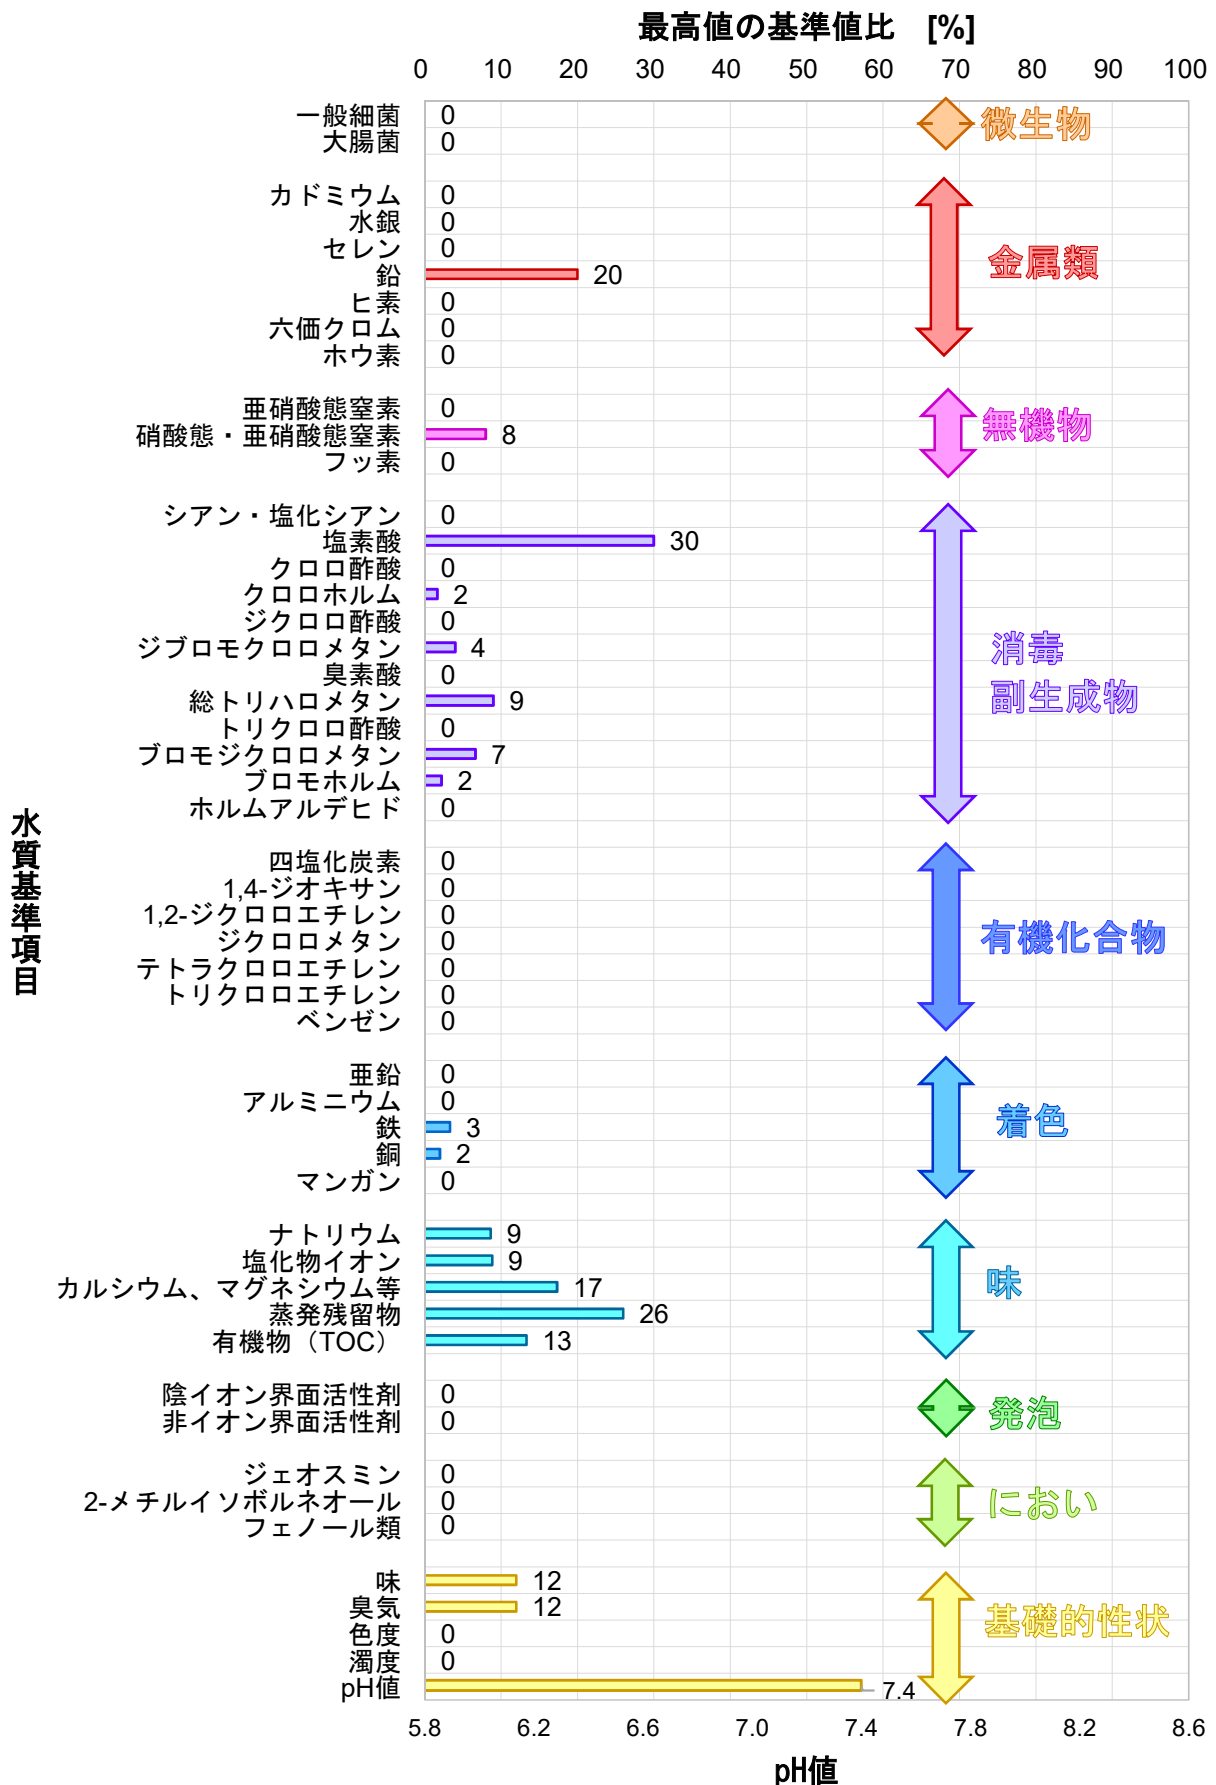 最高値の基準値比　[%]
0 10 20 30 40 50 60 70 80 90 100
一般細菌 0
大腸菌 0
微生物
カドミウム 0
水銀 0
セレン 0
鉛 20
ヒ素 0
六価クロム 0
ホウ素 0
金属類
亜硝酸態窒素 0
硝酸態・亜硝酸態窒素 8
フッ素 0
無機物
シアン・塩化シアン 0
塩素酸 30
クロロ酢酸 0
クロロホルム 2
ジクロロ酢酸 0
ジブロモクロロメタン 4
臭素酸 0
総トリハロメタン 9
トリクロロ酢酸 0
ブロモジクロロメタン 7
ブロモホルム 2
ホルムアルデヒド 0
消毒
副生成物
水質基準項目
四塩化炭素 0
1,4-ジオキサン 0
1,2-ジクロロエチレン 0
ジクロロメタン 0
テトラクロロエチレン 0
トリクロロエチレン 0
ベンゼン 0
有機化合物
亜鉛 0
アルミニウム 0
鉄 3
銅 2
マンガン 0
着色
ナトリウム 9
塩化物イオン 9
カルシウム、マグネシウム等 17
蒸発残留物 26
有機物（TOC） 13
味
陰イオン界面活性剤 0
非イオン界面活性剤 0
発泡
ジェオスミン 0
2-メチルイソボルネオール 0
フェノール類 0
におい
味 12
臭気 12
色度 0
濁度 0
pH値 7.4
基礎的性状
5.8 6.2 6.6 7.0 7.4 7.8 8.2 8.6
pH値